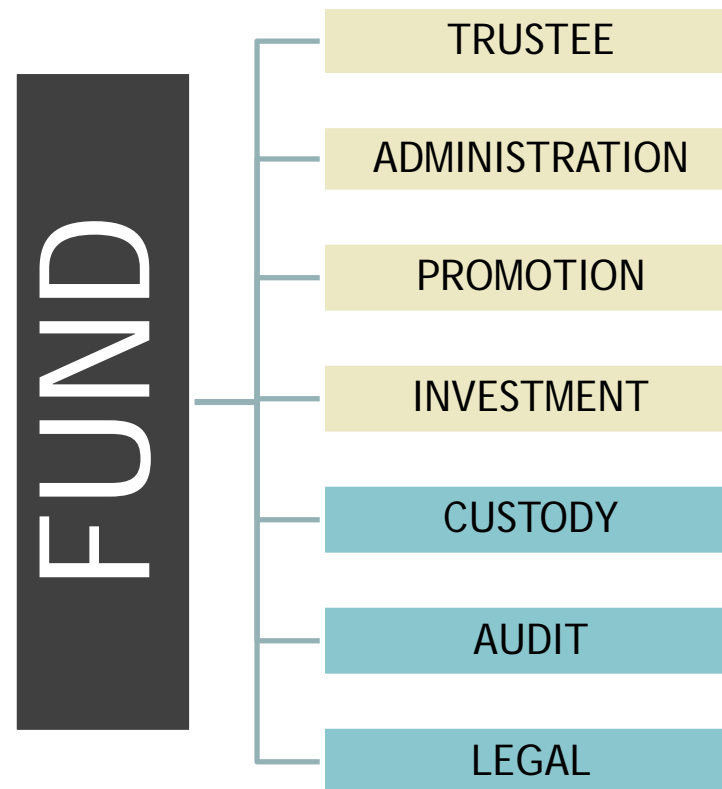 FUND
TRUSTEE
ADMINISTRATION
PROMOTION
INVESTMENT
CUSTODY
AUDIT
LEGAL